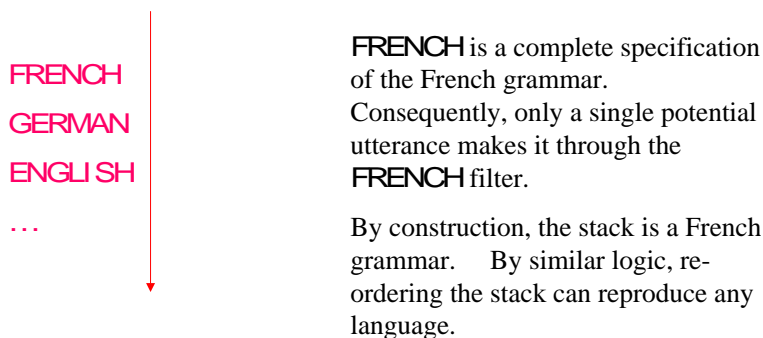 FRENCH
GERMAN
ENGLISH
...
FRENCH is a complete specification
of the French grammar.
Consequently, only a single potential
utterance makes it through the
FRENCH filter.
By construction, the stack is a French
grammar. By similar logic, re-
ordering the stack can reproduce any
language.